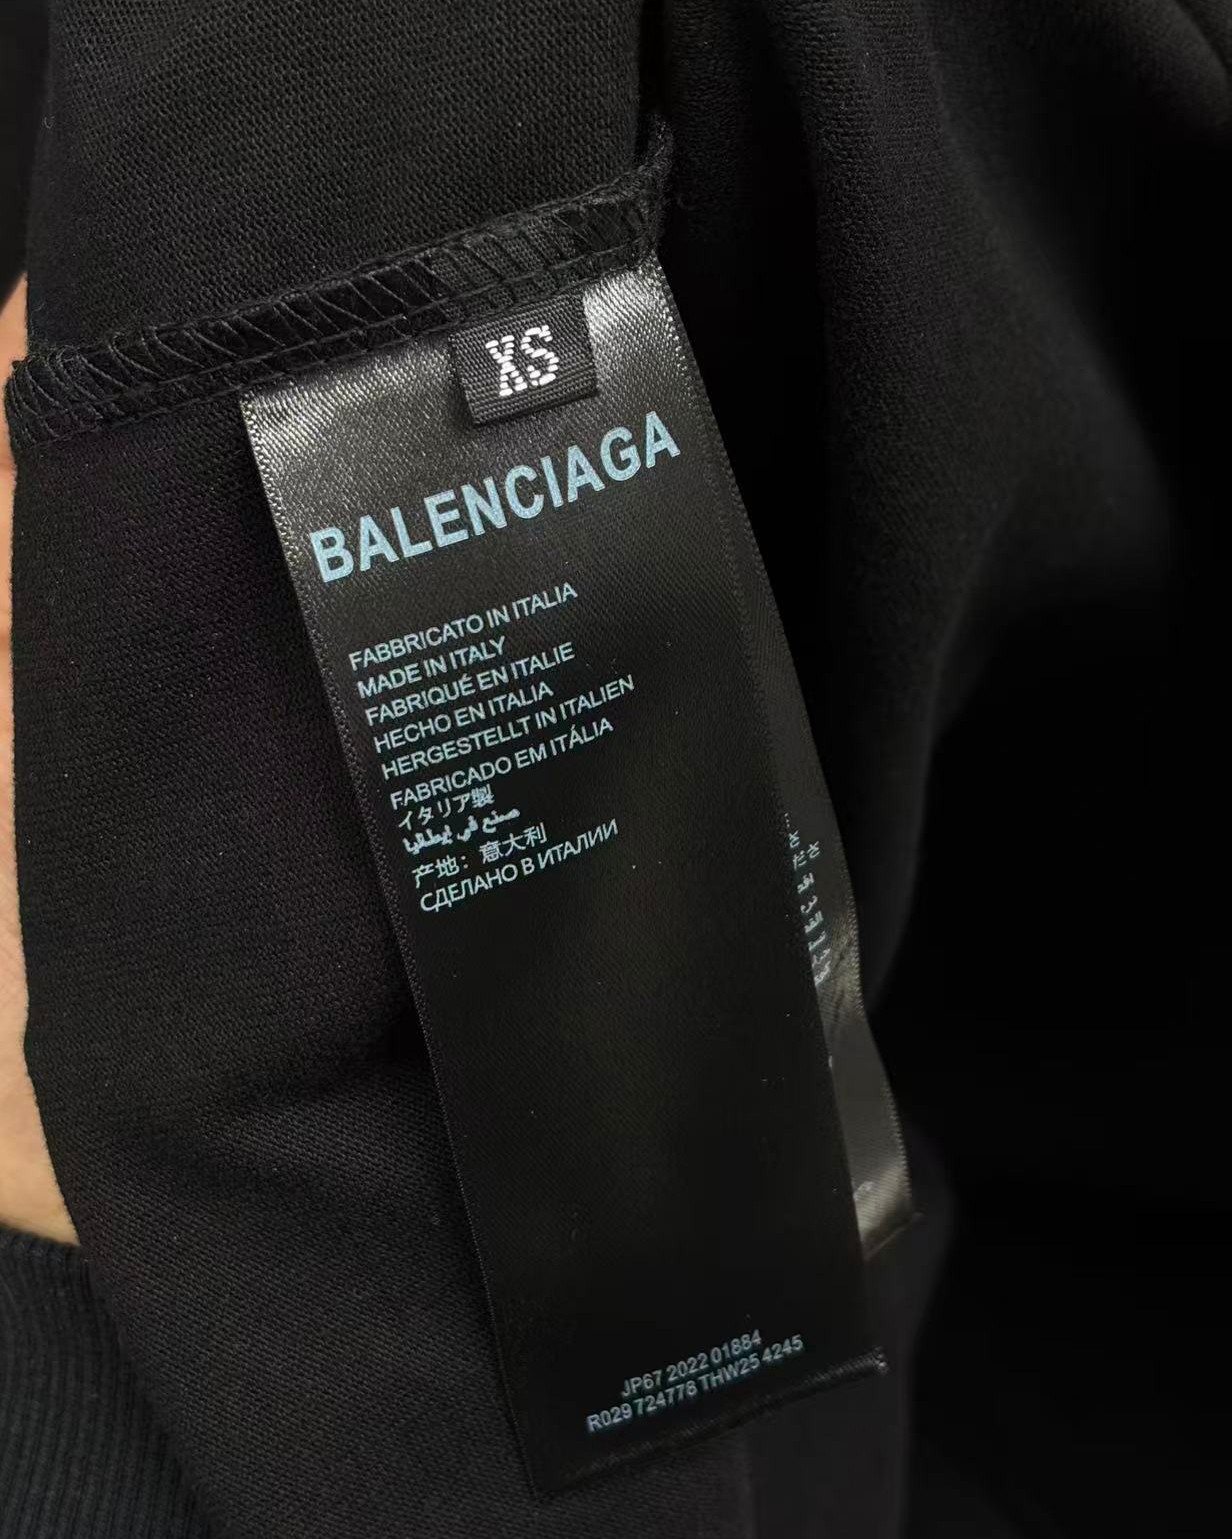 XS
BALENCIAGA
FABBRICATO IN ITALIA
MADE IN ITALY
FABRIQUÉ EN ITALIE
HECHO EN ITALIA
HERGESTELLT IN ITALIEN
FABRICADO EM ITÁLIA
イタリア製
صنع في إيطاليا
产地：意大利
СДЕЛАНО В ИТАЛИИ
JP67 2022 01884
R029 724778 THW25 4245